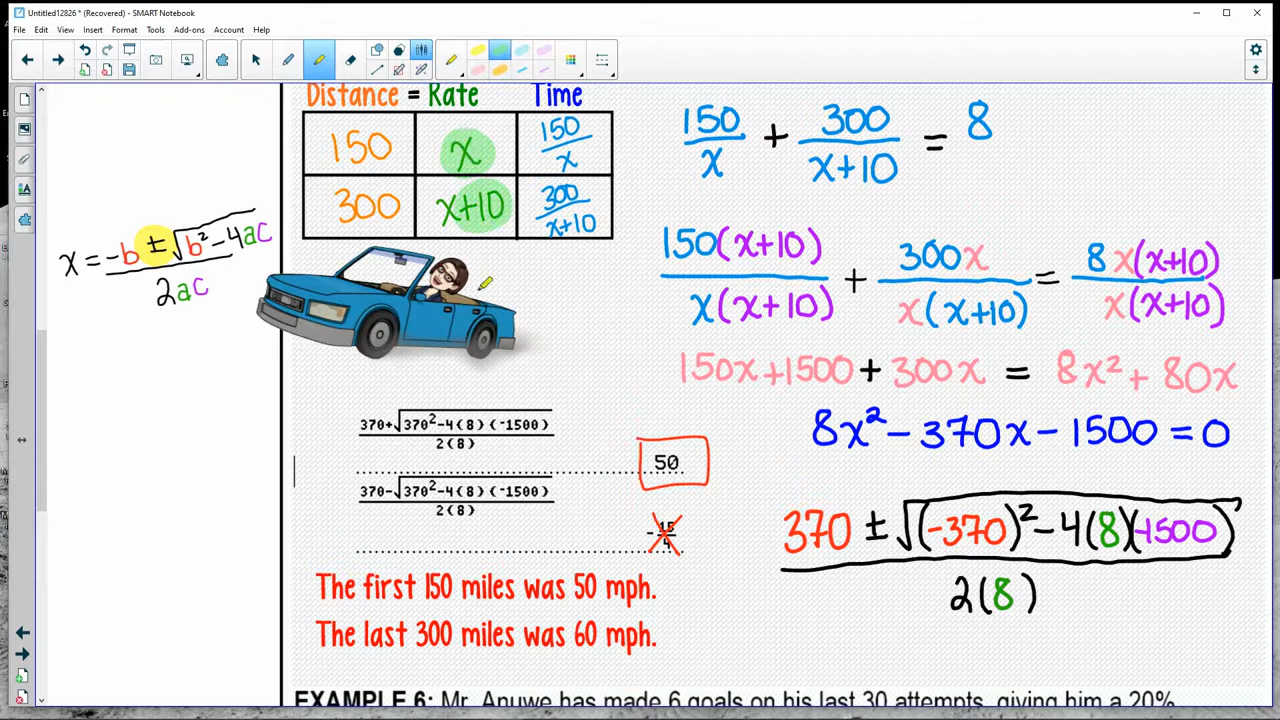 Untitled12826 * (Recovered) - SMART Notebook
File Edit View Insert Format Tools Add-ons Account Help
Distance = Rate Time
150 x 150/x
300 x+10 300/x+10
x = -b ± √b² - 4ac / 2ac
150/x + 300/x+10 = 8
150(x+10)/x(x+10) + 300x/x(x+10) = 8x(x+10)/x(x+10)
150x+1500 + 300x = 8x² + 80x
8x² - 370x - 1500 = 0
370+√370²-4(8)(-1500) / 2(8)
50
370-√370²-4(8)(-1500) / 2(8)
-15/4
370 ± √(-370)² - 4(8)(-1500) / 2(8)
The first 150 miles was 50 mph.
The last 300 miles was 60 mph.
EXAMPLE 6: Mr. Anuwe has made 6 goals on his last 30 attempts, giving him a 20%